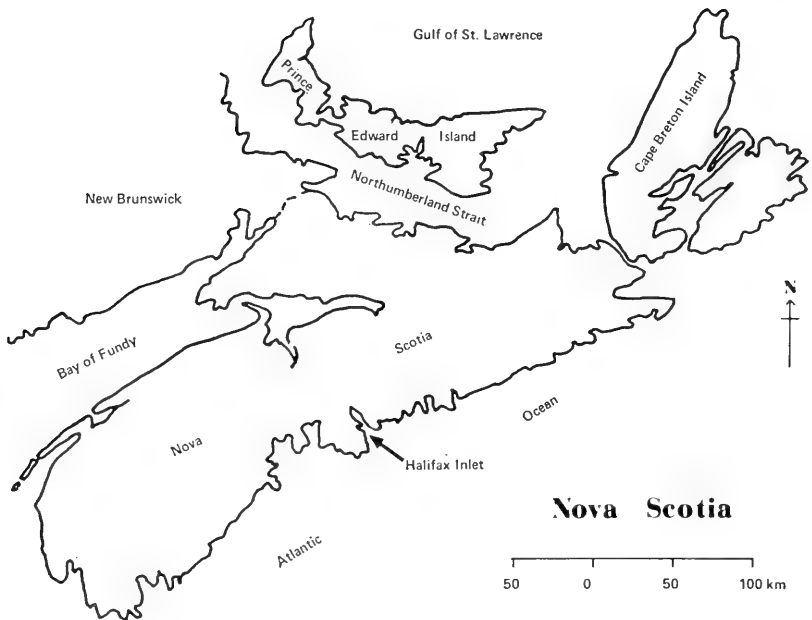 Gulf of St. Lawrence
Prince
Edward Island
Cape Breton Island
Northumberland Strait
New Brunswick
N
Bay of Fundy
Scotia
Ocean
Nova
Halifax Inlet
Atlantic
Nova Scotia
50 0 50 100 km